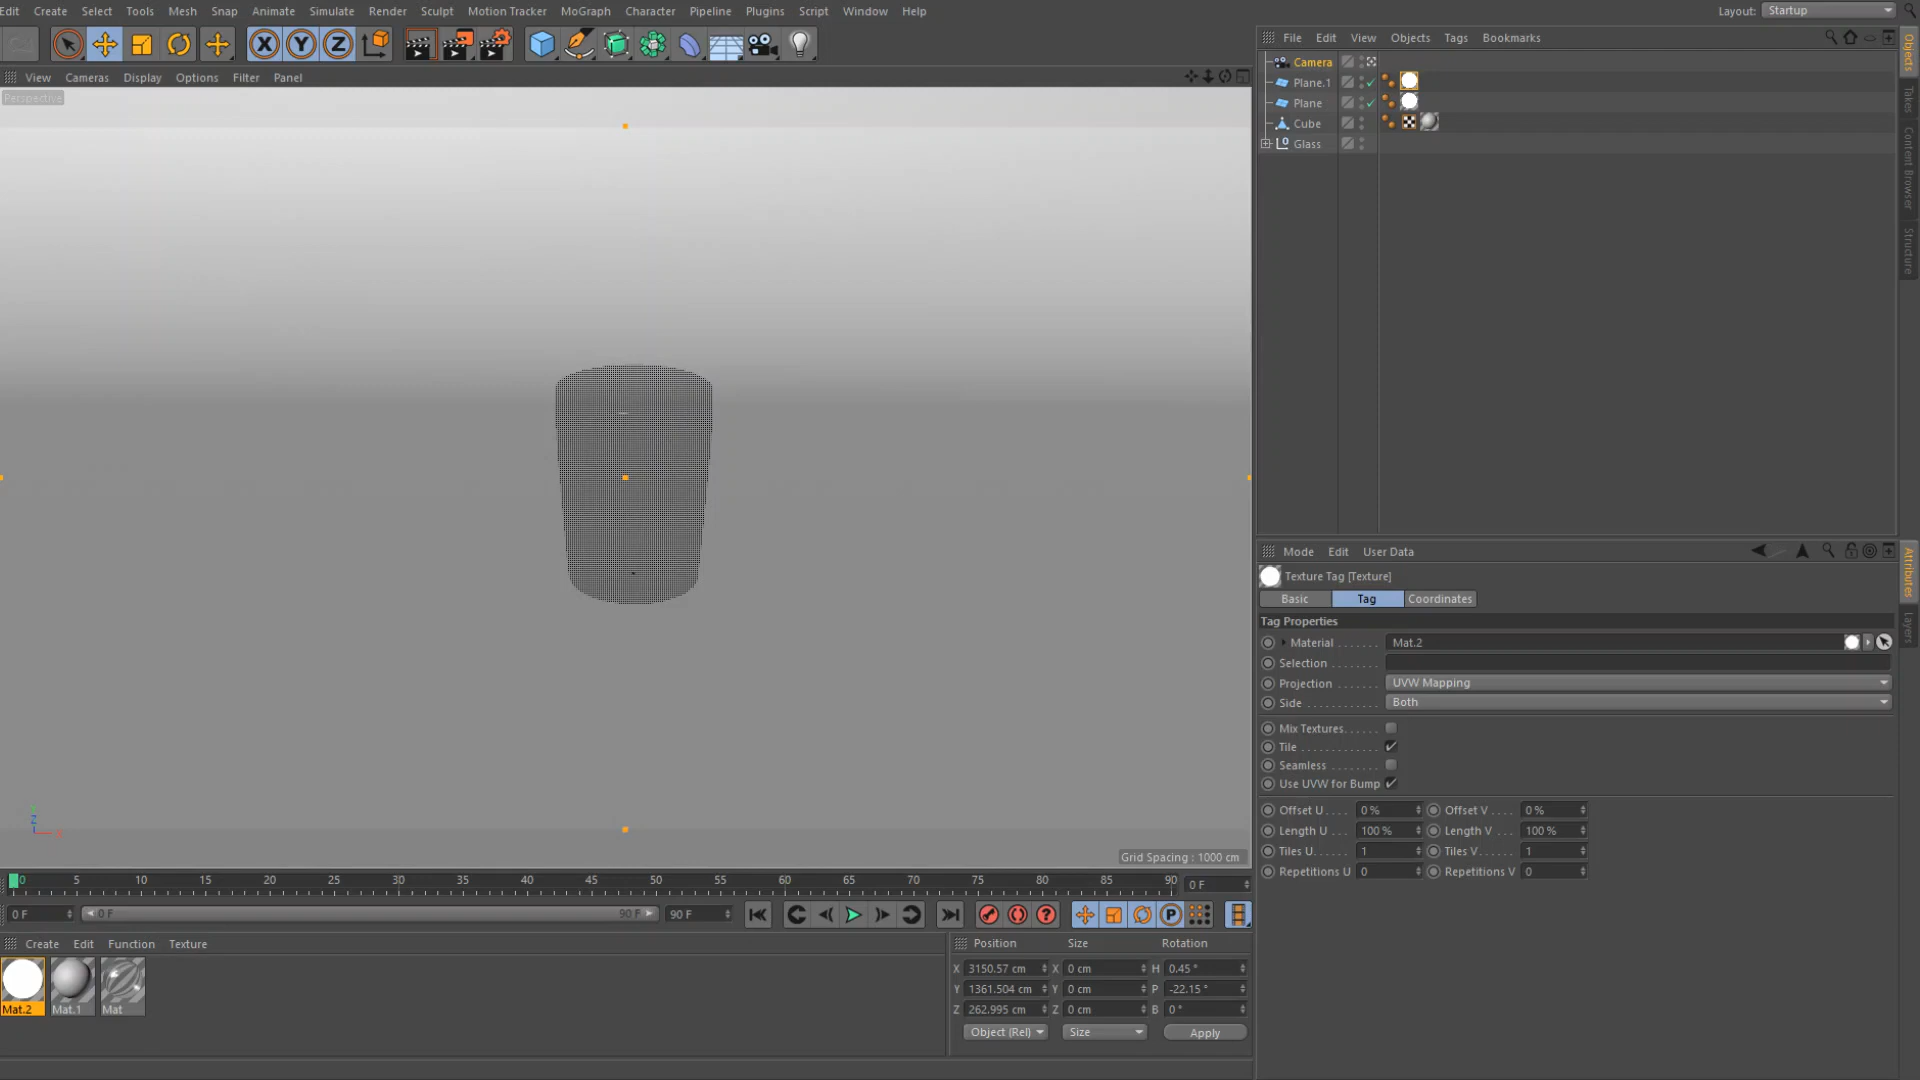 Edit Create Select Tools Mesh Snap Animate Simulate Render Sculpt Motion Tracker MoGraph Character Pipeline Plugins Script Window Help
Layout: Startup
X Y Z
File Edit View Objects Tags Bookmarks
View Cameras Display Options Filter Panel
Perspective
Camera
Plane.1
Plane
Cube
Glass
Objects
Takes
Content Browser
Structure
Mode Edit User Data
Texture Tag [Texture]
Basic Tag Coordinates
Tag Properties
Material . . . . . . . Mat.2
Selection . . . . . . . .
Projection . . . . . . . UVW Mapping
Side . . . . . . . . . . . . Both
Mix Textures. . . . . .
Tile . . . . . . . . . . . . .
Seamless . . . . . . . .
Use UVW for Bump
Offset U . . . . 0 % Offset V . . . . 0 %
Length U . . . 100 % Length V . . . 100 %
Tiles U. . . . . . 1 Tiles V. . . . . . 1
Repetitions U 0 Repetitions V 0
Attributes
Layers
Z
Grid Spacing : 1000 cm
0 5 10 15 20 25 30 35 40 45 50 55 60 65 70 75 80 85 90 0 F
0 F 0 F 90 F 90 F P
Create Edit Function Texture
Mat.2 Mat.1 Mat
Position Size Rotation
X 3150.57 cm X 0 cm H 0.45 °
Y 1361.504 cm Y 0 cm P -22.15 °
Z 262.995 cm Z 0 cm B 0 °
Object (Rel) Size Apply